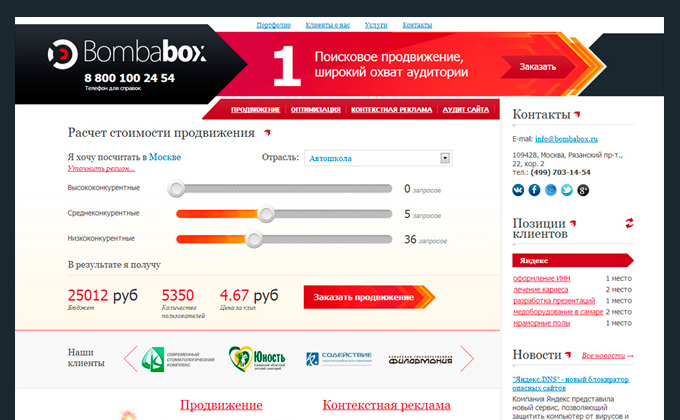 Портфолио Клиенты о нас Услуги Контакты
Bombabox
8 800 100 24 54
Телефон для справок
1
Поисковое продвижение,
широкий охват аудитории
Заказать
ПРОДВИЖЕНИЕ ОПТИМИЗАЦИЯ КОНТЕКСТНАЯ РЕКЛАМА АУДИТ САЙТА
Расчет стоимости продвижения
Я хочу посчитать в Москве
Уточнить регион...
Отрасль: Автошкола
Высококонкурентные 0 запросов
Среднеконкурентные 5 запросов
Низкоконкурентные 36 запросов
В результате я получу
25012 руб
Бюджет
5350
Количество
пользователей
4.67 руб
Цена за клик
Заказать продвижение
Наши
клиенты
СОВРЕМЕННЫЙ
СТОМАТОЛОГИЧЕСКИЙ
КОМПЛЕКС
ЮНОСТЬ
СОДЕЙСТВИЕ
САМАРСКАЯ ГОСУДАРСТВЕННАЯ
ФИЛАРМОНИЯ
Продвижение
Контекстная реклама
Контакты
E-mail: info@bombabox.ru
109428, Москва, Рязанский пр-т.,
22, кор. 2
тел.: (499) 703-14-54
Позиции
клиентов
Яндекс
оформление ИНН 1 место
лечение кариеса 2 место
разработка презентаций 1 место
медоборудование в самаре 2 место
мраморные полы 1 место
Новости
Все новости →
"Яндекс.DNS" - новый блокиратор
опасных сайтов
Компания Яндекс представила
новый сервис, позволяющий
защитить компьютер от вирусов и